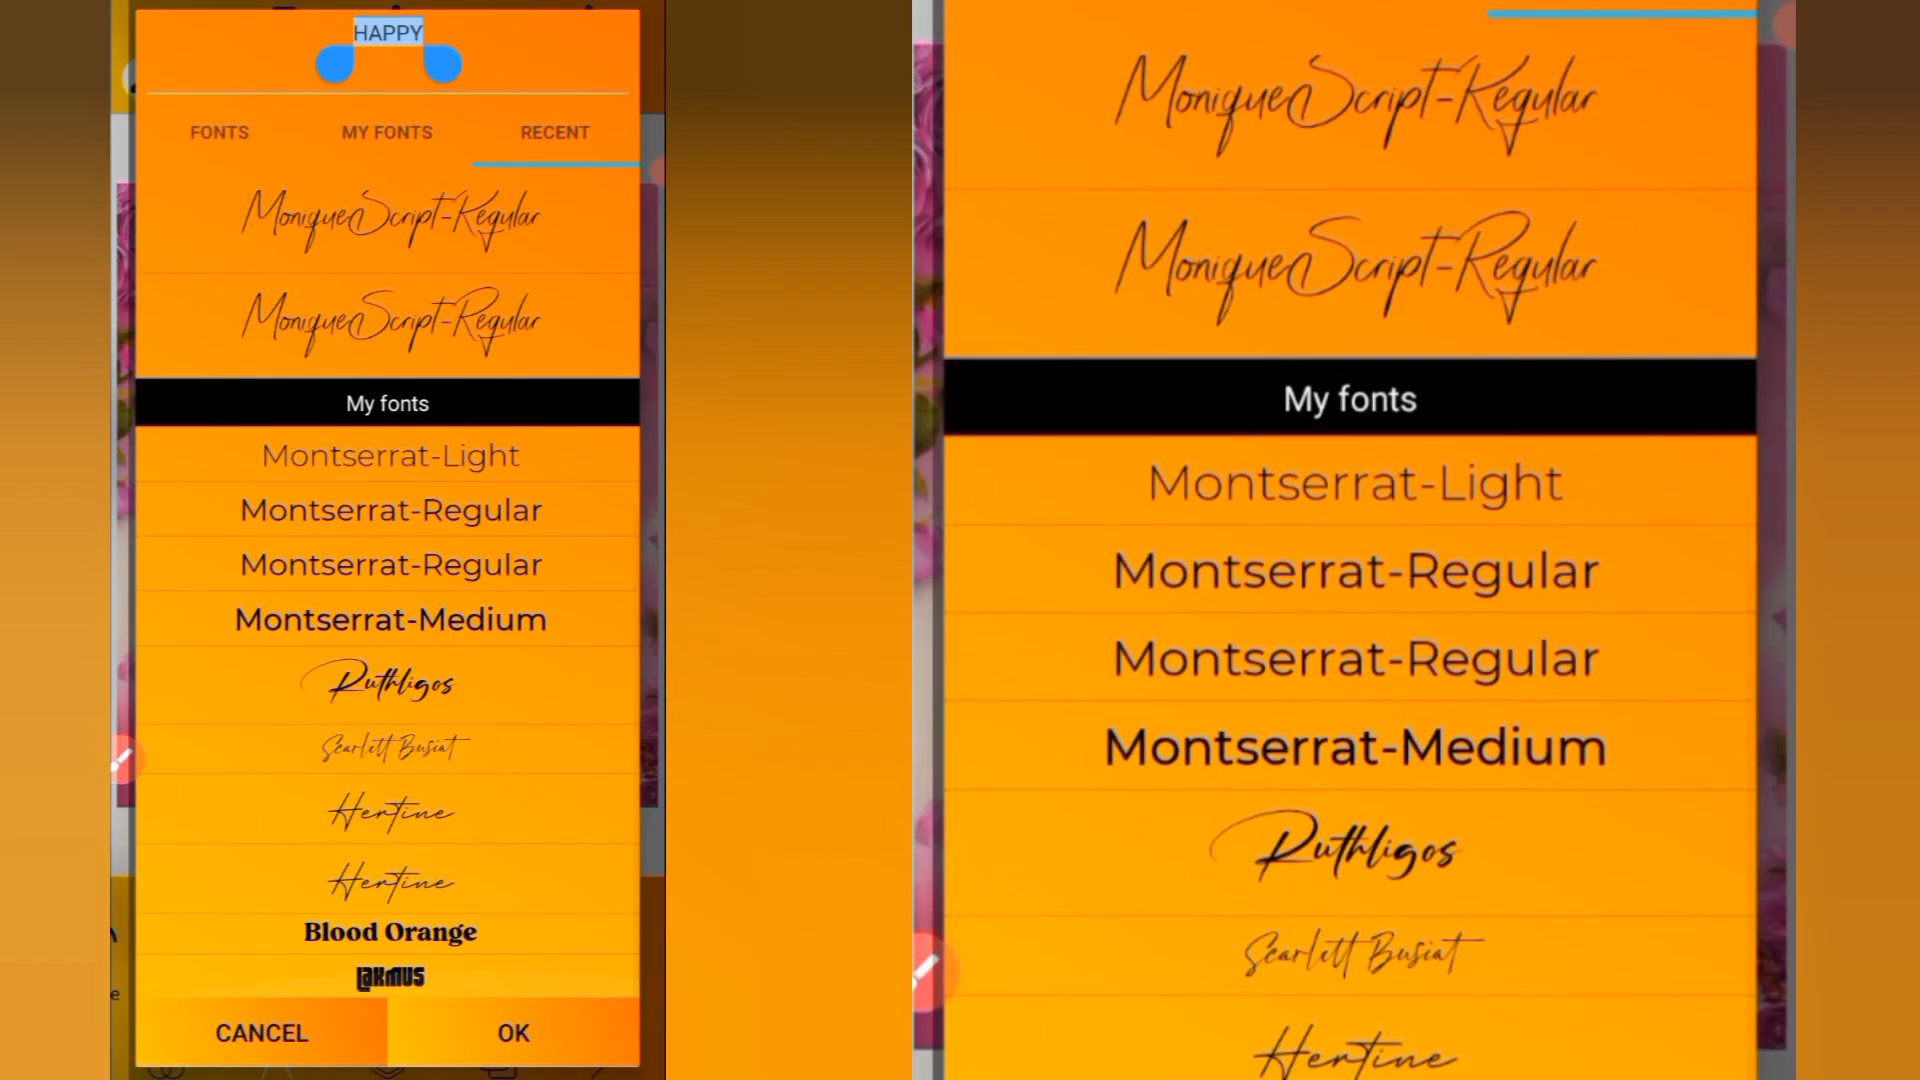 HAPPY
FONTS MY FONTS RECENT
MoniqueScript-Regular
MoniqueScript-Regular
My fonts
Montserrat-Light
Montserrat-Regular
Montserrat-Regular
Montserrat-Medium
Ruthligos
Scarlett Busiat
Hertine
Hertine
Blood Orange
Lakmus
e
CANCEL OK
MoniqueScript-Regular
MoniqueScript-Regular
My fonts
Montserrat-Light
Montserrat-Regular
Montserrat-Regular
Montserrat-Medium
Ruthligos
Scarlett Busiat
Hertine